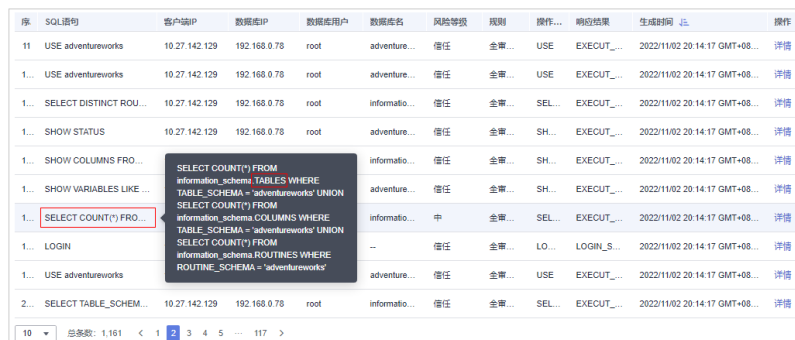 序. SQL语句 客户端IP 数据库IP 数据库用户 数据库名 风险等级 规则 操作... 响应结果 生成时间 操作
11 USE adventureworks 10.27.142.129 192.168.0.78 root adventure... 信任 全审... USE EXECUT_... 2022/11/02 20:14:17 GMT+08... 详情
1... USE adventureworks 10.27.142.129 192.168.0.78 root adventure... 信任 全审... USE EXECUT_... 2022/11/02 20:14:17 GMT+08... 详情
1... SELECT DISTINCT ROU... 10.27.142.129 192.168.0.78 root informatio... 信任 全审... SEL... EXECUT_... 2022/11/02 20:14:17 GMT+08... 详情
1... SHOW STATUS 10.27.142.129 192.168.0.78 root adventure... 信任 全审... SH... EXECUT_... 2022/11/02 20:14:17 GMT+08... 详情
1... SHOW COLUMNS FRO... informatio... 信任 全审... SH... EXECUT_... 2022/11/02 20:14:17 GMT+08... 详情
1... SHOW VARIABLES LIKE ... adventure... 信任 全审... SH... EXECUT_... 2022/11/02 20:14:17 GMT+08... 详情
1... SELECT COUNT(*) FRO... informatio... 中 全审... SEL... EXECUT_... 2022/11/02 20:14:17 GMT+08... 详情
1... LOGIN -- 信任 全审... LO... LOGIN_S... 2022/11/02 20:14:17 GMT+08... 详情
1... USE adventureworks adventure... 信任 全审... USE EXECUT_... 2022/11/02 20:14:17 GMT+08... 详情
2... SELECT TABLE_SCHEM... 10.27.142.129 192.168.0.78 root informatio... 信任 全审... SEL... EXECUT_... 2022/11/02 20:14:17 GMT+08... 详情
SELECT COUNT(*) FROM
information_schema.TABLES WHERE
TABLE_SCHEMA = 'adventureworks' UNION
SELECT COUNT(*) FROM
information_schema.COLUMNS WHERE
TABLE_SCHEMA = 'adventureworks' UNION
SELECT COUNT(*) FROM
information_schema.ROUTINES WHERE
ROUTINE_SCHEMA = 'adventureworks'
10 总条数: 1,161 < 1 2 3 4 5 ... 117 >